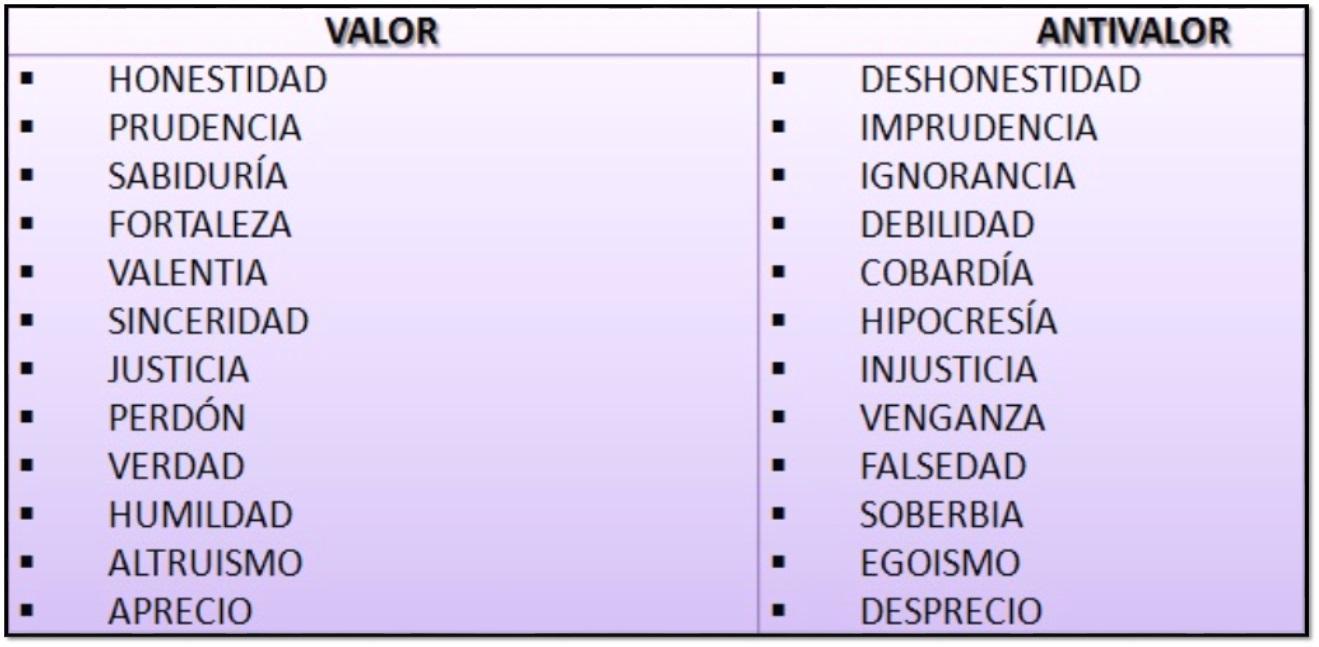 VALOR ANTIVALOR
▪ HONESTIDAD ▪ DESHONESTIDAD
▪ PRUDENCIA ▪ IMPRUDENCIA
▪ SABIDURÍA ▪ IGNORANCIA
▪ FORTALEZA ▪ DEBILIDAD
▪ VALENTIA ▪ COBARDÍA
▪ SINCERIDAD ▪ HIPOCRESÍA
▪ JUSTICIA ▪ INJUSTICIA
▪ PERDÓN ▪ VENGANZA
▪ VERDAD ▪ FALSEDAD
▪ HUMILDAD ▪ SOBERBIA
▪ ALTRUISMO ▪ EGOISMO
▪ APRECIO ▪ DESPRECIO